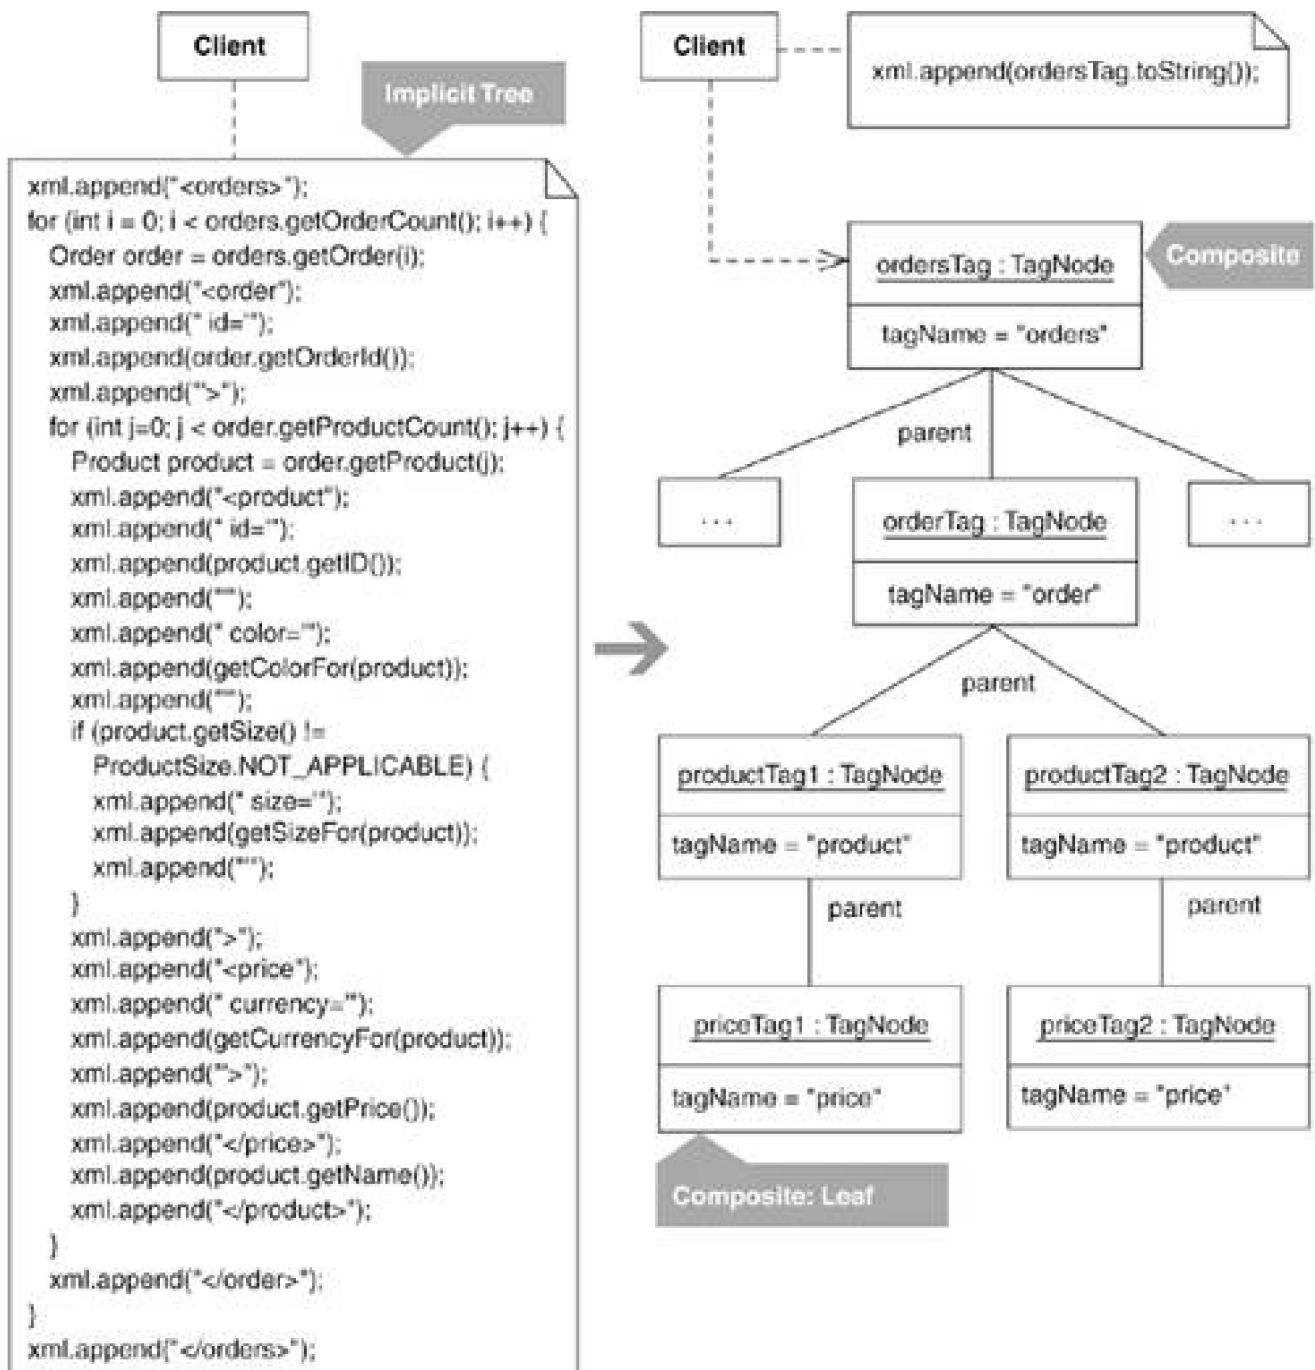 Client
Implicit Tree
xml.append("<orders>");
for (int i = 0; i < orders.getOrderCount(); i++) {
Order order = orders.getOrder(i);
xml.append("<order");
xml.append(" id='");
xml.append(order.getOrderId());
xml.append("'>");
for (int j=0; j < order.getProductCount(); j++) {
Product product = order.getProduct(j);
xml.append("<product");
xml.append(" id='");
xml.append(product.getID());
xml.append("'");
xml.append(" color='");
xml.append(getColorFor(product));
xml.append("'");
if (product.getSize() !=
ProductSize.NOT_APPLICABLE) {
xml.append(" size='");
xml.append(getSizeFor(product));
xml.append("'");
}
xml.append(">");
xml.append("<price");
xml.append(" currency='");
xml.append(getCurrencyFor(product));
xml.append("'>");
xml.append(product.getPrice());
xml.append("</price>");
xml.append(product.getName());
xml.append("</product>");
}
xml.append("</order>");
}
xml.append("</orders>");
Client
xml.append(ordersTag.toString());
ordersTag : TagNode
Composite
tagName = "orders"
parent
. . .
orderTag : TagNode
. . .
tagName = "order"
parent
productTag1 : TagNode
productTag2 : TagNode
tagName = "product"
tagName = "product"
parent
parent
priceTag1 : TagNode
priceTag2 : TagNode
tagName = "price"
tagName = "price"
Composite: Leaf